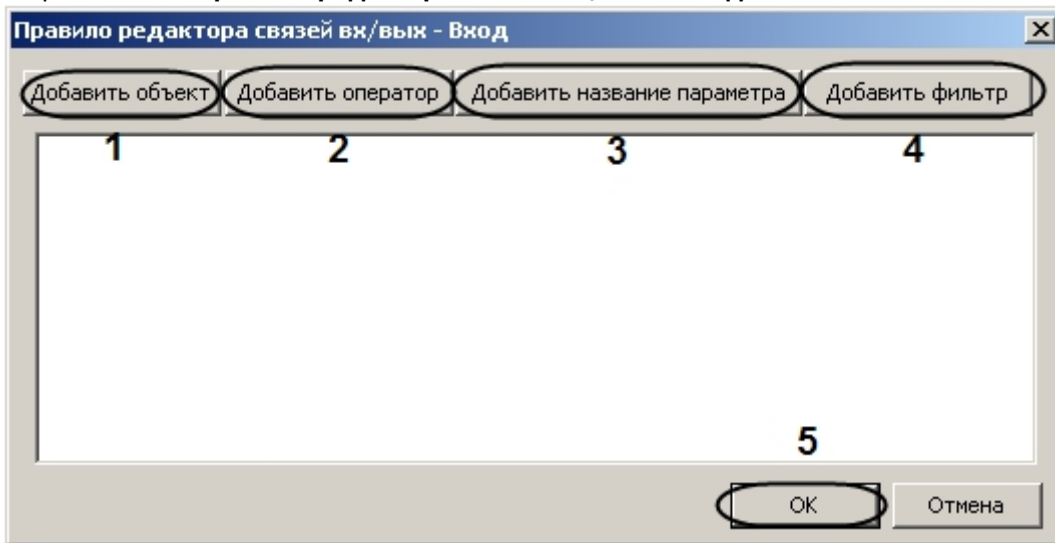 Правило редактора связей вх/вых - Вход
Добавить объект Добавить оператор Добавить название параметра Добавить фильтр
1 2 3 4
5
ОК Отмена